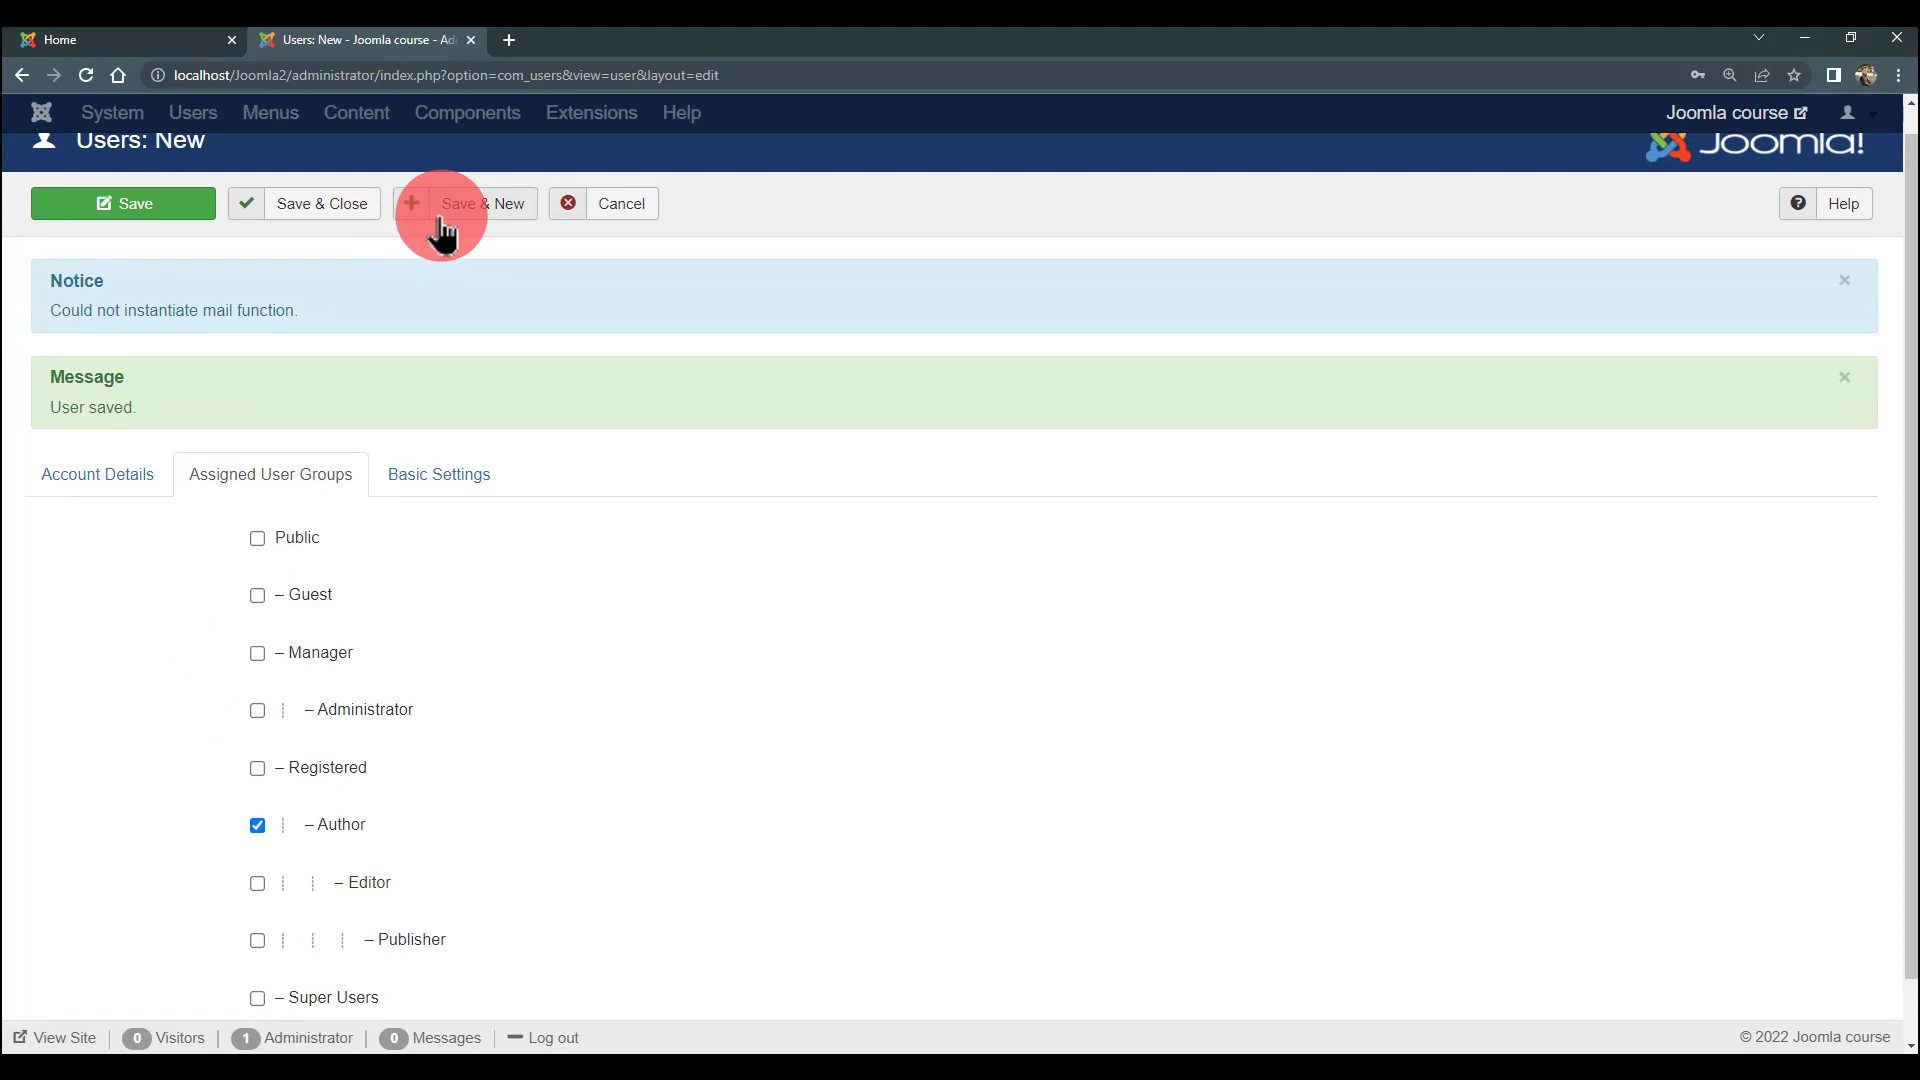 Home
Users: New - Joomla course - Ad
localhost/Joomla2/administrator/index.php?option=com_users&view=user&layout=edit
System Users Menus Content Components Extensions Help Joomla course
Users: New Joomla!
Save Save & Close Save & New Cancel Help
Notice
Could not instantiate mail function.
Message
User saved.
Account Details Assigned User Groups Basic Settings
Public
– Guest
– Manager
– Administrator
– Registered
– Author
– Editor
– Publisher
– Super Users
View Site 0 Visitors 1 Administrator 0 Messages Log out © 2022 Joomla course